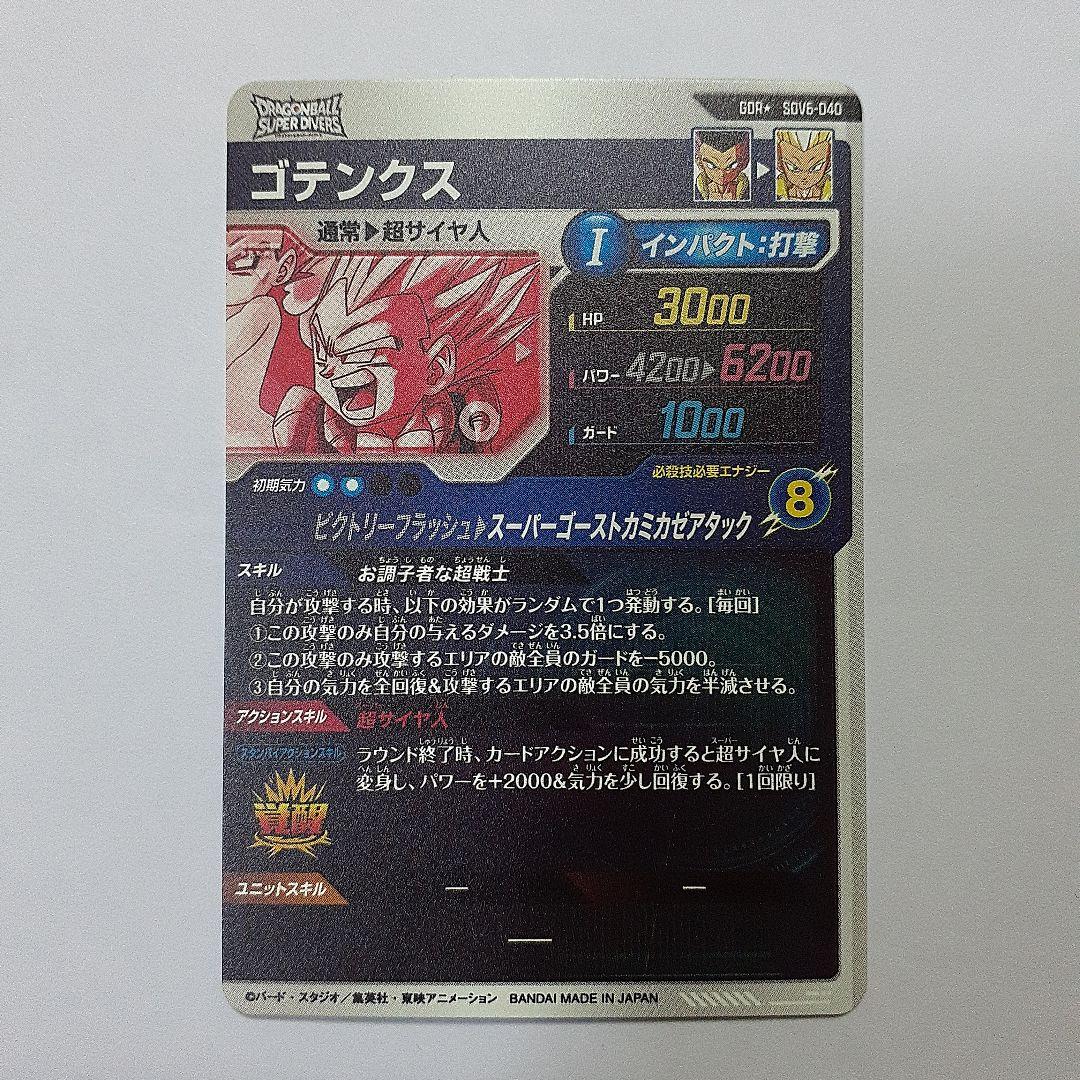 DRAGONBALL
SUPER DIVERS
GDR★ SDV6-040
ゴテンクス
通常▶超サイヤ人
I インパクト:打撃
HP 3000
パワー 4200▶6200
ガード 1000
初期気力
必殺技必要エナジー
8
ビクトリーフラッシュ▶スーパーゴーストカミカゼアタック
スキル お調子者な超戦士
自分が攻撃する時、以下の効果がランダムで1つ発動する。[毎回]
①この攻撃のみ自分の与えるダメージを3.5倍にする。
②この攻撃のみ攻撃するエリアの敵全員のガードを−5000。
③自分の気力を全回復&攻撃するエリアの敵全員の気力を半減させる。
アクションスキル 超サイヤ人
スタンバイアクションスキル ラウンド終了時、カードアクションに成功すると超サイヤ人に
変身し、パワーを+2000&気力を少し回復する。[1回限り]
覚醒
ユニットスキル — —
—
©バード・スタジオ/集英社・東映アニメーション BANDAI MADE IN JAPAN